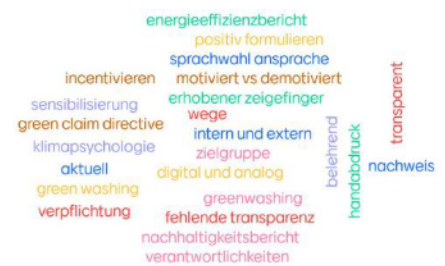 energieeffizienzbericht
positiv formulieren
sprachwahl ansprache
incentivieren
motiviert vs demotiviert
transparent
sensibilisierung
erhobener zeigefinger
green claim directive
wege
intern und extern
belehrend
handabdruck
klimapsychologie
zielgruppe
nachweis
aktuell
digital und analog
green washing
greenwashing
verpflichtung
fehlende transparenz
nachhaltigkeitsbericht
verantwortlichkeiten